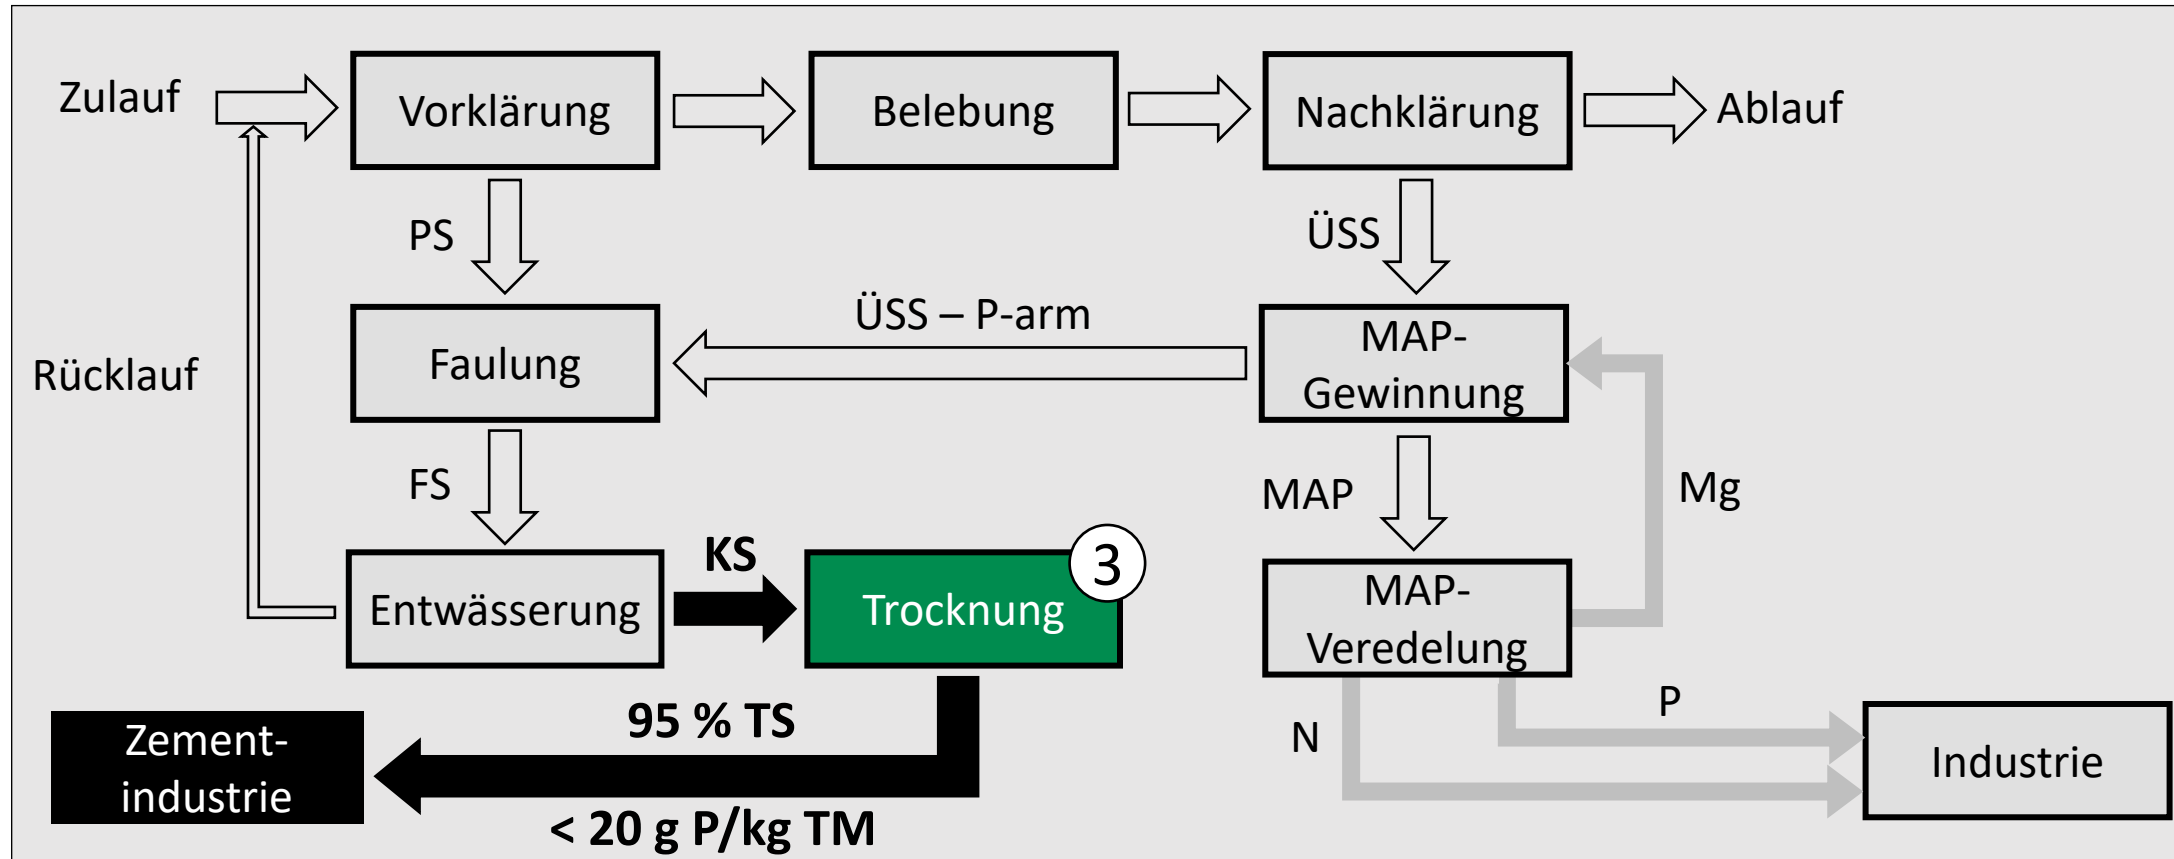 Zulauf
Vorklärung
Belebung
Nachklärung
Ablauf
PS
ÜSS
ÜSS – P-arm
Rücklauf
Faulung
MAP-
Gewinnung
FS
MAP
Mg
KS
3
Entwässerung
Trocknung
MAP-
Veredelung
95 % TS
P
N
Zement-
industrie
Industrie
< 20 g P/kg TM